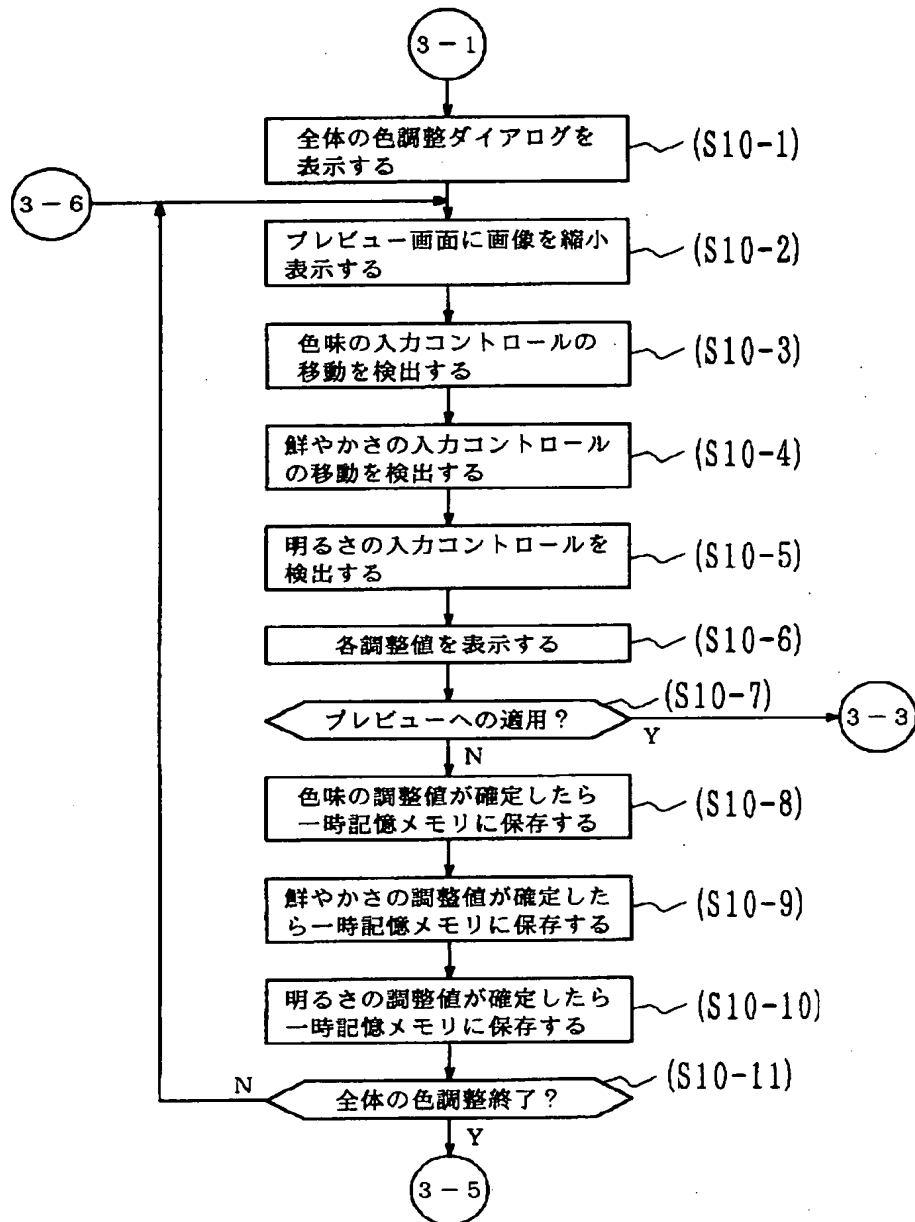 3－1
全体の色調整ダイアログを
表示する
(S10-1)
3－6
プレビュー画面に画像を縮小
表示する
(S10-2)
色味の入力コントロールの
移動を検出する
(S10-3)
鮮やかさの入力コントロール
の移動を検出する
(S10-4)
明るさの入力コントロールを
検出する
(S10-5)
各調整値を表示する
(S10-6)
プレビューへの適用？
(S10-7)
Y
3－3
N
色味の調整値が確定したら
一時記憶メモリに保存する
(S10-8)
鮮やかさの調整値が確定した
ら一時記憶メモリに保存する
(S10-9)
明るさの調整値が確定したら
一時記憶メモリに保存する
(S10-10)
N
全体の色調整終了？
(S10-11)
Y
3－5